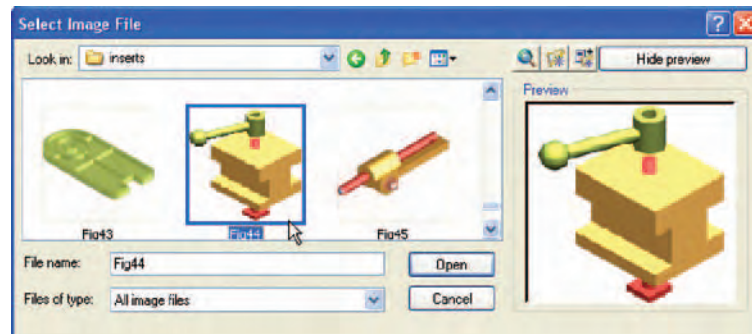 Select Image File
Look in: inserts Hide preview
Preview
Fig43 Fig44 Fig45
File name: Fig44 Open
Files of type: All image files Cancel